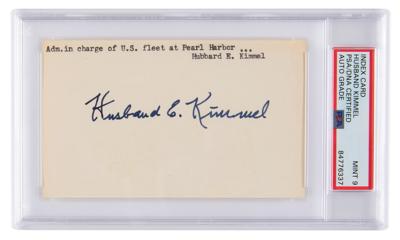 Adm.in charge of U.S. fleet at Pearl Harbor ...
Hubbard E. Kimmel
Husband E. Kimmel
INDEX CARD
HUSBAND KIMMEL
PSA/DNA CERTIFIED
AUTO GRADE
MINT 9
84776337
PSA